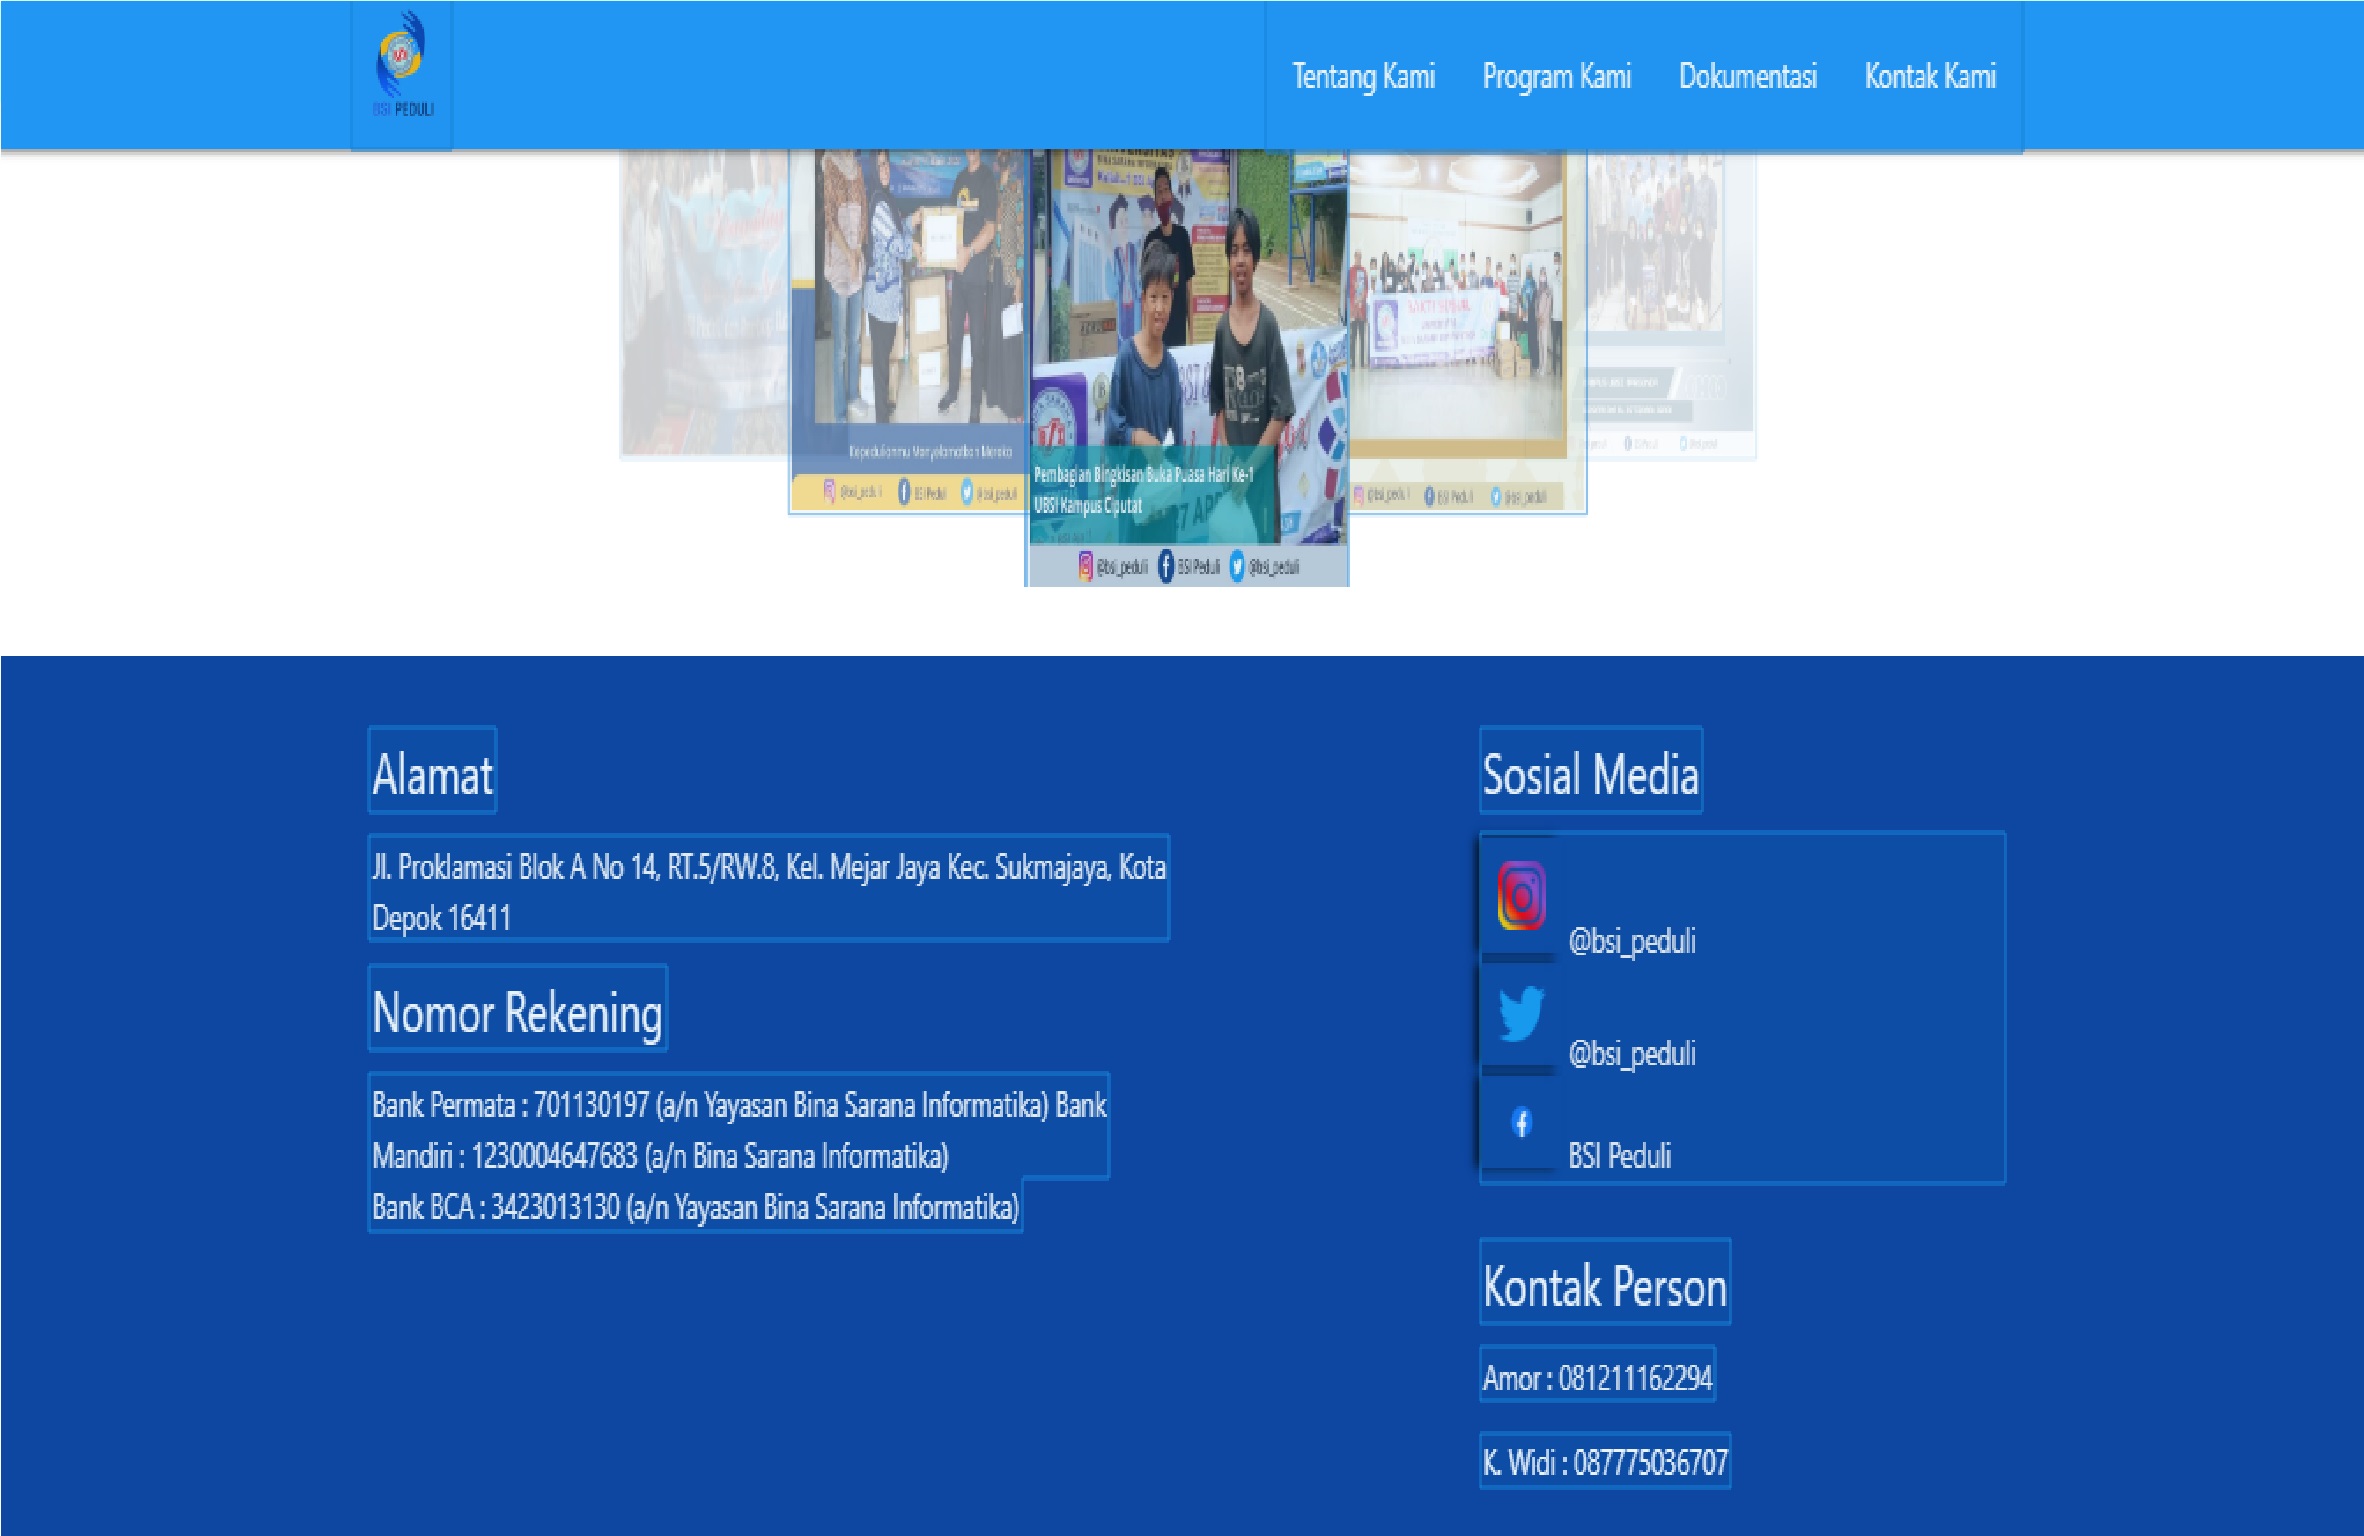 BSI PEDULI
Tentang Kami
Program Kami
Dokumentasi
Kontak Kami
Kepedulianmu Menyelamatkan Mereka
@bsi_peduli
BSI Peduli
@bsi_peduli
Pembagian Bingkisan Buka Puasa Hari Ke-1
UBSI Kampus Ciputat
@bsi_peduli
BSI Peduli
@bsi_peduli
@bsi_peduli
BSI Peduli
@bsi_peduli
Alamat
Jl. Proklamasi Blok A No 14, RT.5/RW.8, Kel. Mejar Jaya Kec. Sukmajaya, Kota
Depok 16411
Nomor Rekening
Bank Permata : 701130197 (a/n Yayasan Bina Sarana Informatika) Bank
Mandiri : 1230004647683 (a/n Bina Sarana Informatika)
Bank BCA : 3423013130 (a/n Yayasan Bina Sarana Informatika)
Sosial Media
@bsi_peduli
@bsi_peduli
BSI Peduli
Kontak Person
Amor : 081211162294
K. Widi : 087775036707